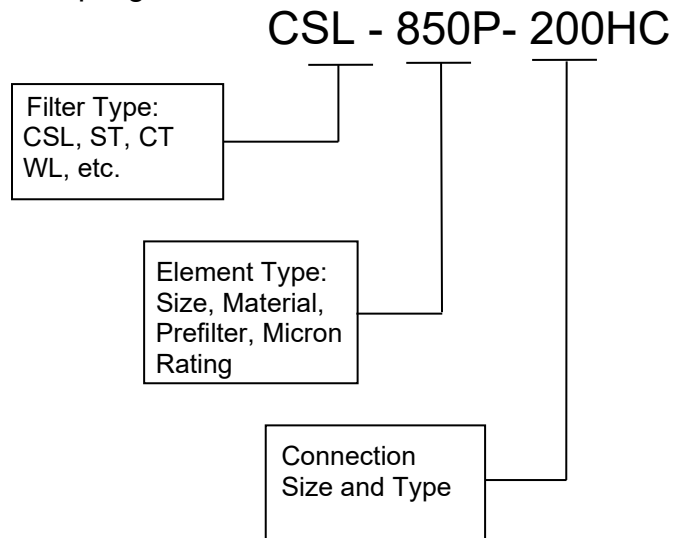 CSL - 850P- 200HC
Filter Type:
CSL, ST, CT
WL, etc.
Element Type:
Size, Material,
Prefilter, Micron
Rating
Connection
Size and Type